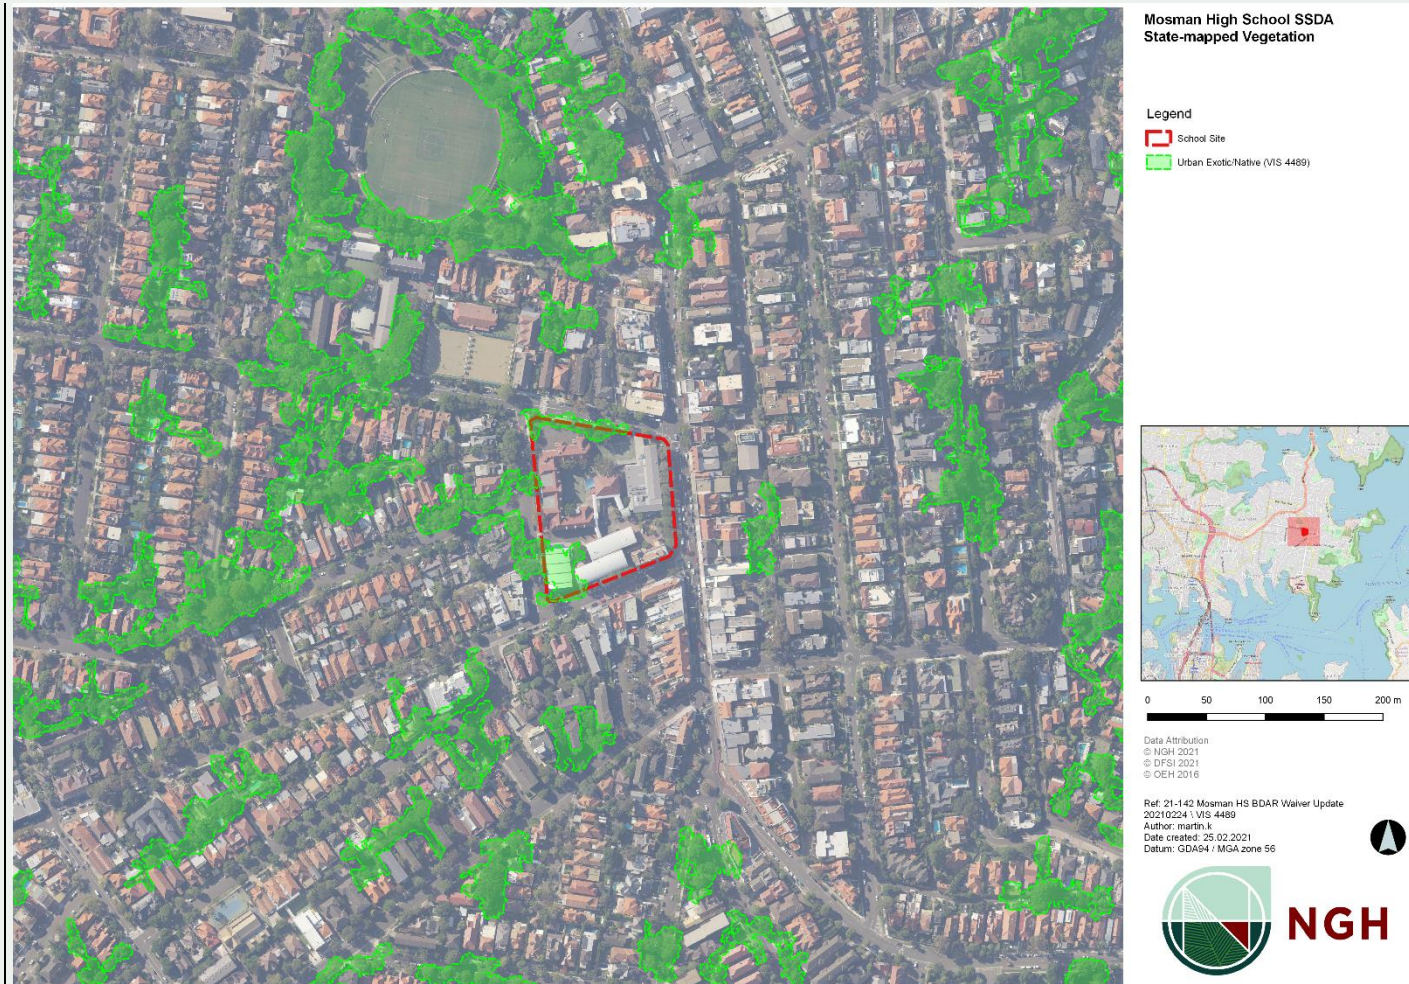 Mosman High School SSDA
State-mapped Vegetation
Legend
School Site
Urban Exotic/Native (VIS 4489)
0 50 100 150 200 m
Data Attribution
© NGH 2021
© DFSI 2021
© OEH 2016
Ref: 21-142 Mosman HS BDAR Waiver Update
20210224 \ VIS 4489
Author: martin.k
Date created: 25.02.2021
Datum: GDA94 / MGA zone 56
NGH